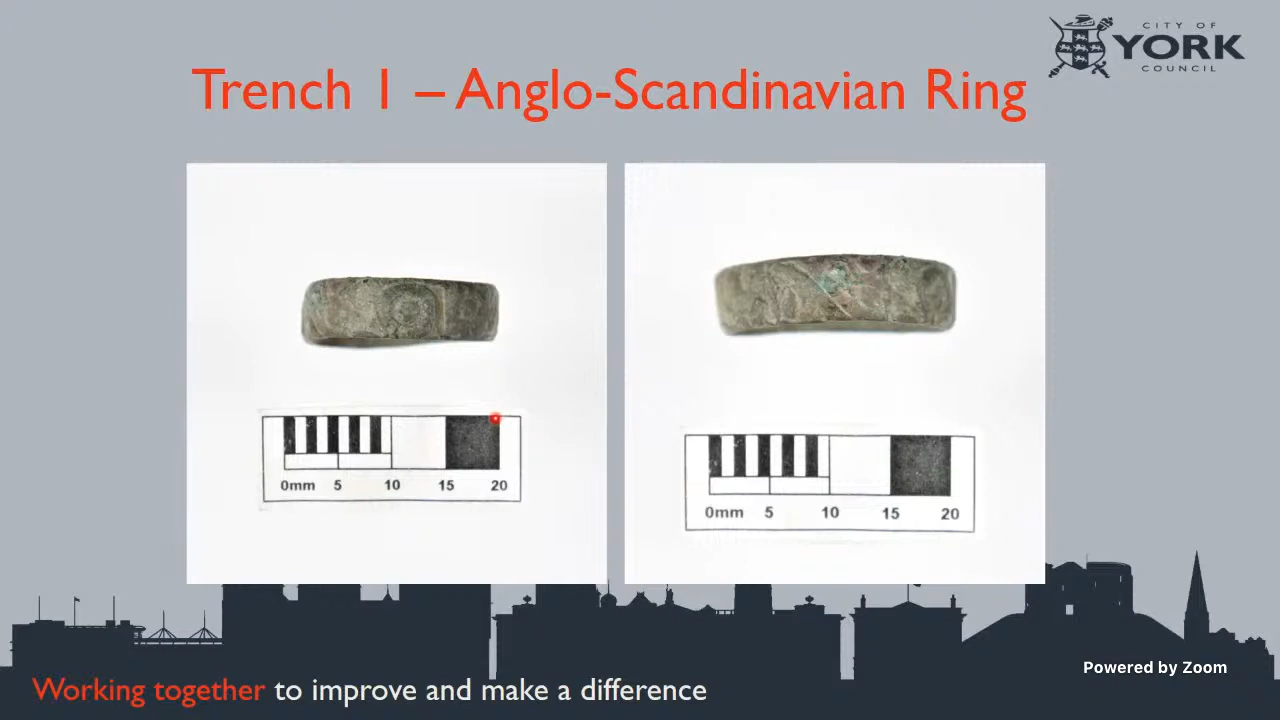 CITY OF
YORK
COUNCIL
Trench 1 – Anglo-Scandinavian Ring
0mm 5 10 15 20
0mm 5 10 15 20
Powered by Zoom
Working together to improve and make a difference